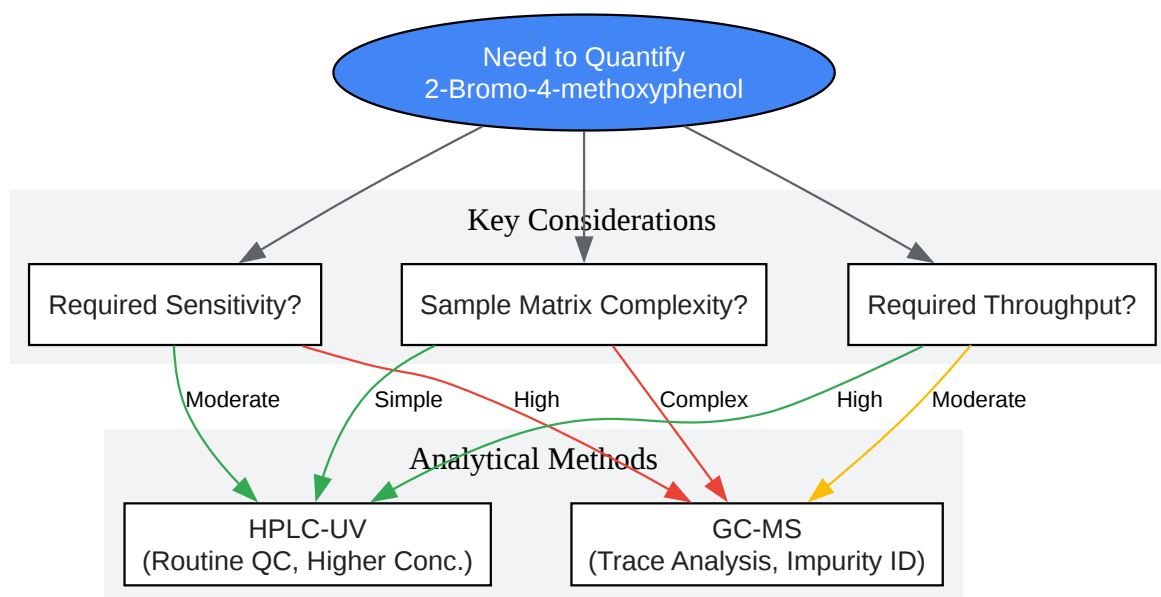 Need to Quantify
2-Bromo-4-methoxyphenol
Key Considerations
Required Sensitivity?
Sample Matrix Complexity?
Required Throughput?
Moderate
Simple
High
Complex
High
Moderate
Analytical Methods
HPLC-UV
(Routine QC, Higher Conc.)
GC-MS
(Trace Analysis, Impurity ID)